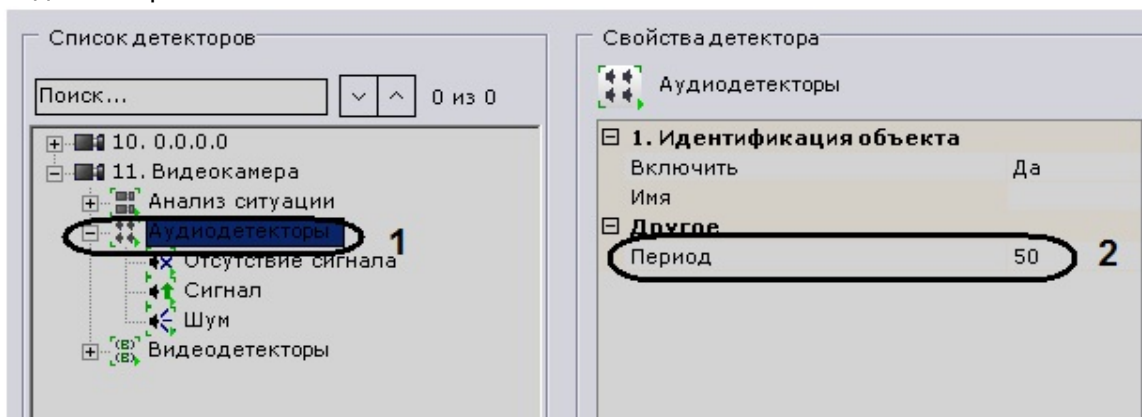 Список детекторов
Поиск...
0 из 0
10. 0.0.0.0
11. Видеокамера
Анализ ситуации
Аудиодетекторы
1
Отсутствие сигнала
Сигнал
Шум
Видеодетекторы
Свойства детектора
Аудиодетекторы
1. Идентификация объекта
Включить Да
Имя
Другое
Период 50
2